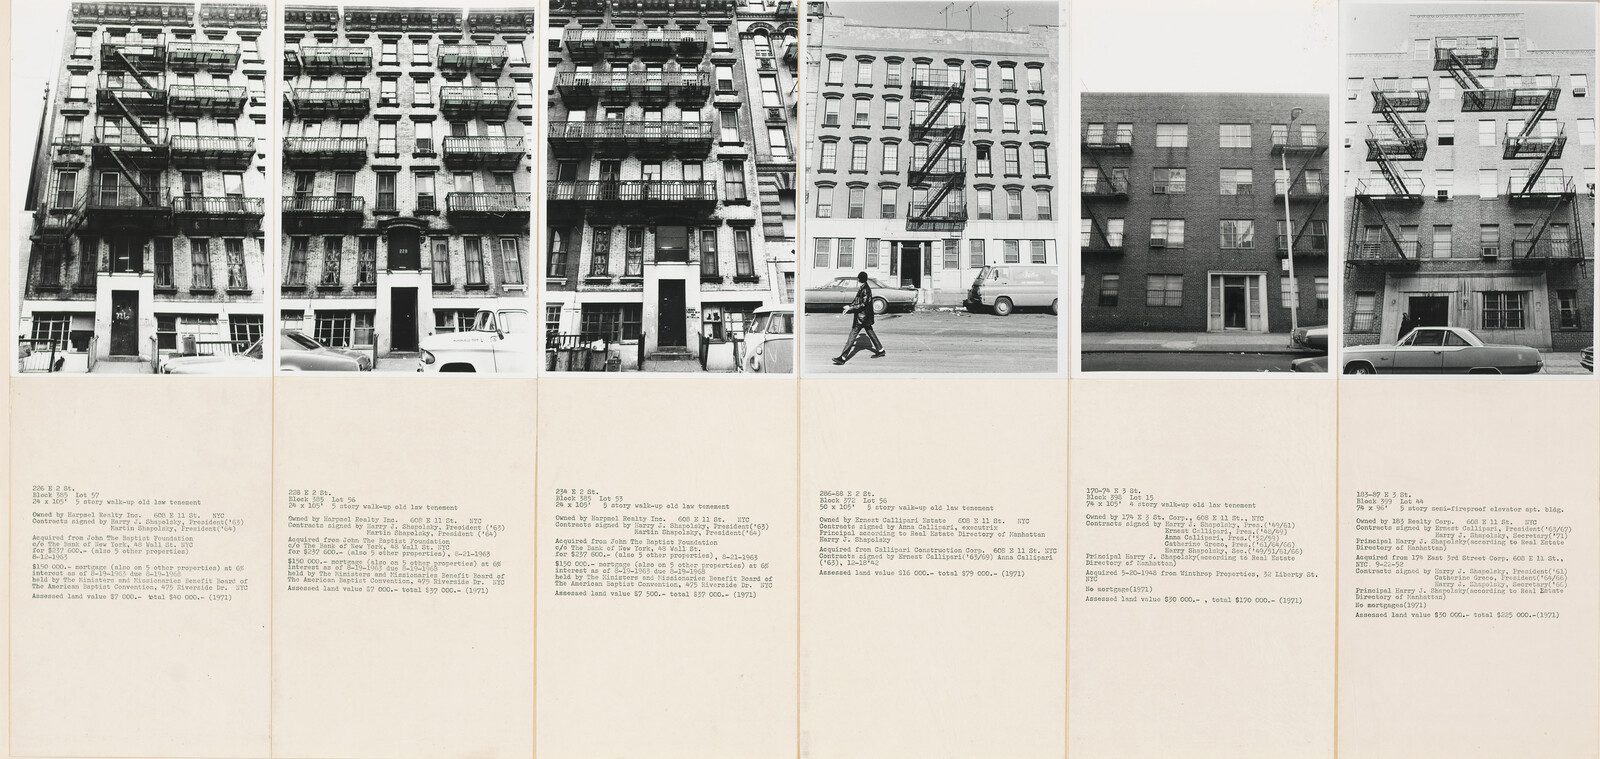 226 E 2 St.
Block 385 Lot 57
24 x 105' 5 story walk-up old law tenement
Owned by Harpmel Realty Inc. 608 E 11 St. NYC
Contracts signed by Harry J. Shapolsky, President('63)
Martin Shapolsky, President('64)
Acquired from John The Baptist Foundation
c/o The Bank of New York, 48 Wall St. NYC
for $237 600.- (also 5 other properties)
8-12-1963
$150 000.- mortgage (also on 5 other properties) at 6%
interest as of 8-19-1963 due 8-19-1968
held by The Ministers and Missionaries Benefit Board of
The American Baptist Convention, 475 Riverside Dr. NYC
Assessed land value $7 000.- total $40 000.- (1971)
228 E 2 St.
Block 385 Lot 56
24 x 105' 5 story walk-up old law tenement
Owned by Harpmel Realty Inc. 608 E 11 St. NYC
Contracts signed by Harry J. Shapolsky, President ('63)
Martin Shapolsky, President('64)
Acquired from John The Baptist Foundation
c/o The Bank of New York, 48 Wall St. NYC
for $237 600.- (also 5 other properties), 8-21-1963
$150 000.- mortgage (also on 5 other properties) at 6%
interest as of 8-19-1963 due 8-19-1968
held by The Ministers and Missionaries Benefit Board of
The American Baptist Convention, 475 Riverside Dr. NYC
Assessed land value $7 000.- total $37 000.- (1971)
234 E 2 St.
Block 385 Lot 53
24 x 105' 5 story walk-up old law tenement
Owned by Harpmel Realty Inc. 608 E 11 St. NYC
Contracts signed by Harry J. Shapolsky, President('63)
Martin Shapolsky, President('64)
Acquired from John The Baptist Foundation
c/o The Bank of New York, 48 Wall St.
for $237 600.- (also 5 other properties), 8-21-1963
$150 000.- mortgage (also on 5 other properties) at 6%
interest as of 8-19-1963 due 8-19-1968
held by The Ministers and Missionaries Benefit Board of
The American Baptist Convention, 475 Riverside Dr. NYC
Assessed land value $7 500.- total $37 000.- (1971)
286-88 E 2 St.
Block 372 Lot 56
50 x 105' 5 story walk-up old law tenement
Owned by Ernest Callipari Estate 608 E 11 St. NYC
Contracts signed by Anna Callipari, executrix
Principal according to Real Estate Directory of Manhattan
Harry J. Shapolsky
Acquired from Callipari Construction Corp. 608 E 11 St. NYC
Contracts signed by Ernest Callipari('63/69) Anna Callipari
('63), 12-18'42
Assessed land value $16 000.- total $79 000.- (1971)
170-74 E 3 St.
Block 398 Lot 15
74 x 105' 4 story walk-up old law tenement
Owned by 174 E 3 St. Corp., 608 E 11 St. NYC
Contracts signed by Harry J. Shapolsky, Pres.('49/61)
Ernest Callipari, Pres.('48/69)
Anna Callipari, Pres.('52/69)
Catherine Greco, Pres.('61/64/66)
Harry Shapolsky, Sec.('49/51/61/66)
Principal Harry J. Shapolsky(according to Real Estate
Directory of Manhattan)
Acquired 5-20-1948 from Winthrop Properties, 32 Liberty St.
NYC
No mortgage(1971)
Assessed land value $30 000.- , total $170 000.- (1971)
183-87 E 3 St.
Block 399 Lot 44
74 x 96' 5 story semi-fireproof elevator apt. bldg.
Owned by 183 Realty Corp. 608 E 11 St. NYC
Contracts signed by Ernest Callipari, President('63/67)
Harry J. Shapolsky, Secretary('71)
Principal Harry J. Shapolsky(according to Real Estate
Directory of Manhattan)
Acquired from 174 East 3rd Street Corp. 608 E 11 St.,
NYC. 9-22-52
Contracts signed by Harry J. Shapolsky, President('61)
Catherine Greco, President('64/66)
Harry J. Shapolsky, Secretary('66)
Principal Harry J. Shapolsky(according to Real Estate
Directory of Manhattan)
No mortgages(1971)
Assessed land value $30 000.- total $225 000.-(1971)